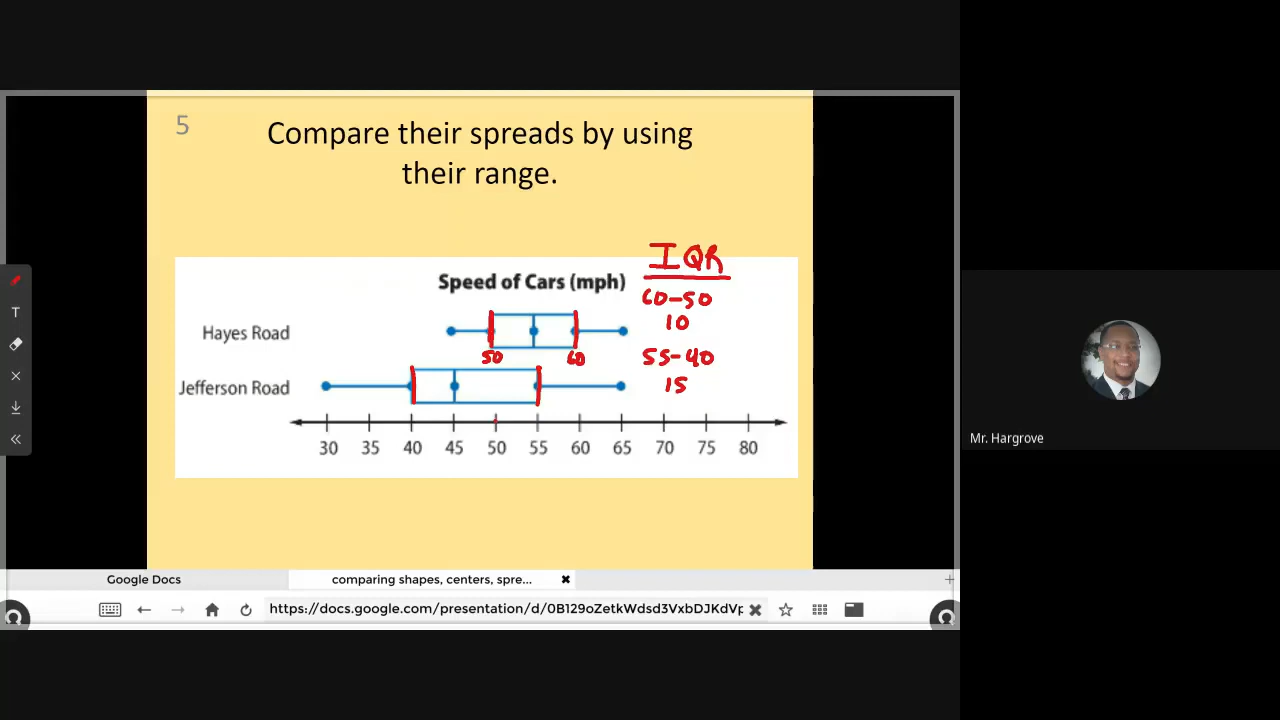 5
Compare their spreads by using
their range.
IQR
Speed of Cars (mph)
60-50
10
Hayes Road
50
60
55-40
15
Jefferson Road
30 35 40 45 50 55 60 65 70 75 80
T
Mr. Hargrove
Google Docs
comparing shapes, centers, spre...
https://docs.google.com/presentation/d/0B129oZetkWdsd3VxbDJKdVp